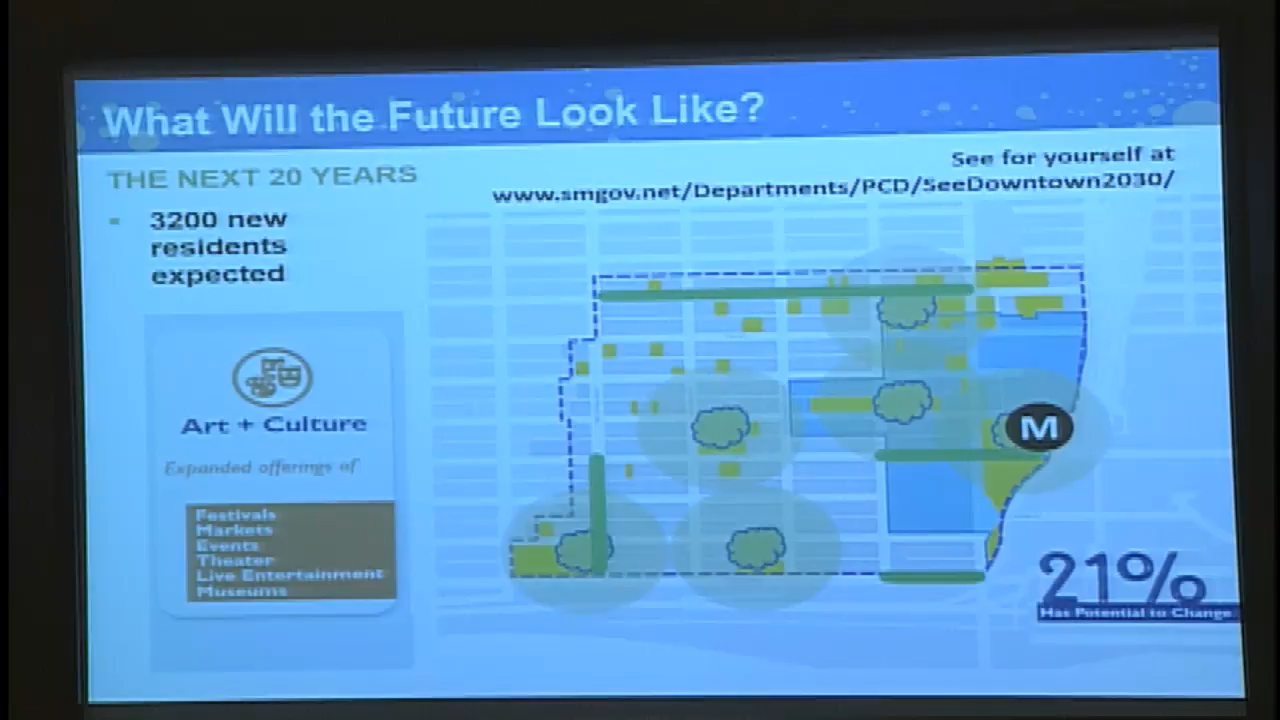 What Will the Future Look Like?
THE NEXT 20 YEARS
See for yourself at
www.smgov.net/Departments/PCD/SeeDowntown2030/
3200 new
residents
expected
Art + Culture
Expanded offerings of
Festivals
Markets
Events
Theater
Live Entertainment
Museums
M
21%
Has Potential to Change